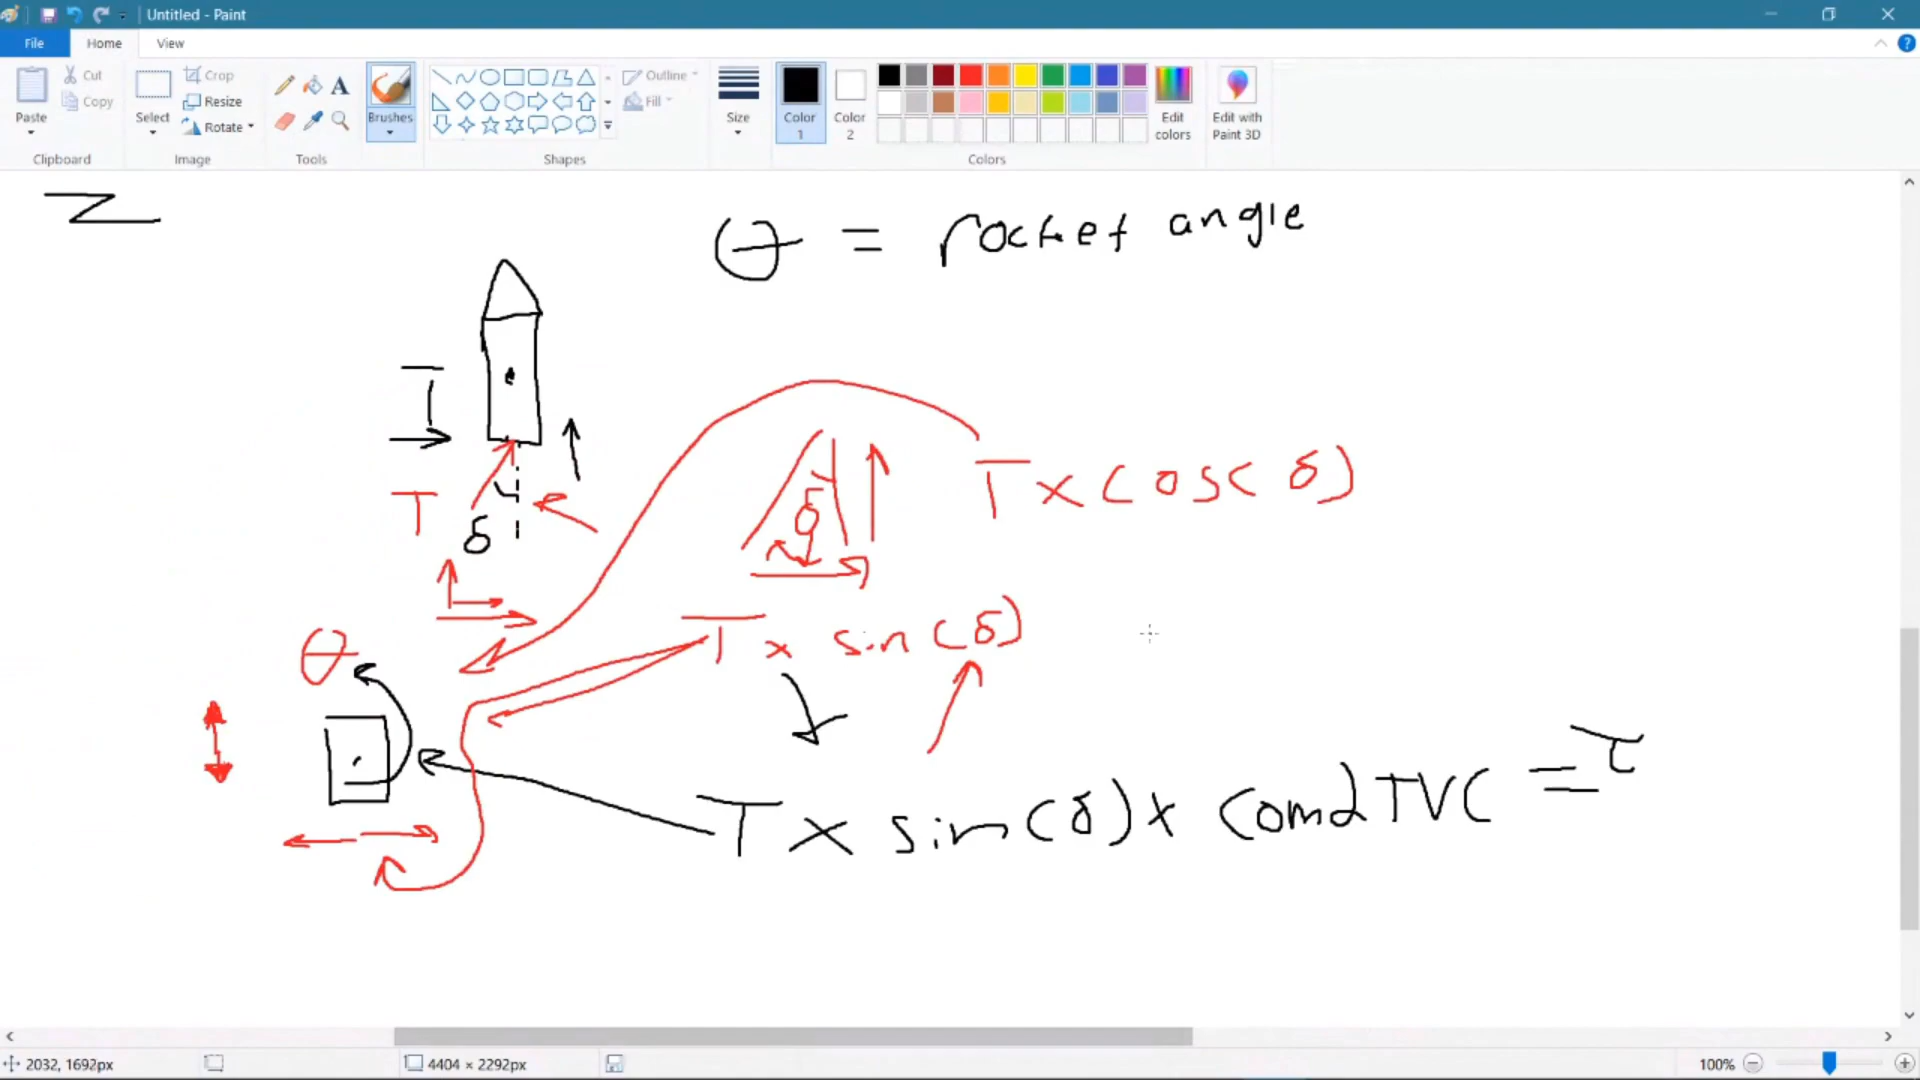 Untitled - Paint
File Home View
Paste
Cut
Copy
Clipboard
Select
Crop
Resize
Rotate
Image
A
Tools
Brushes
Outline
Fill
Shapes
Size
Color 1
Color 2
Edit colors
Edit with Paint 3D
Colors
θ = rocket angle
T
T
δ
δ
T x cos(δ)
T x sin(δ)
θ
T x sin(δ) x Com2TVC = τ
2032, 1692px
4404 × 2292px
100%